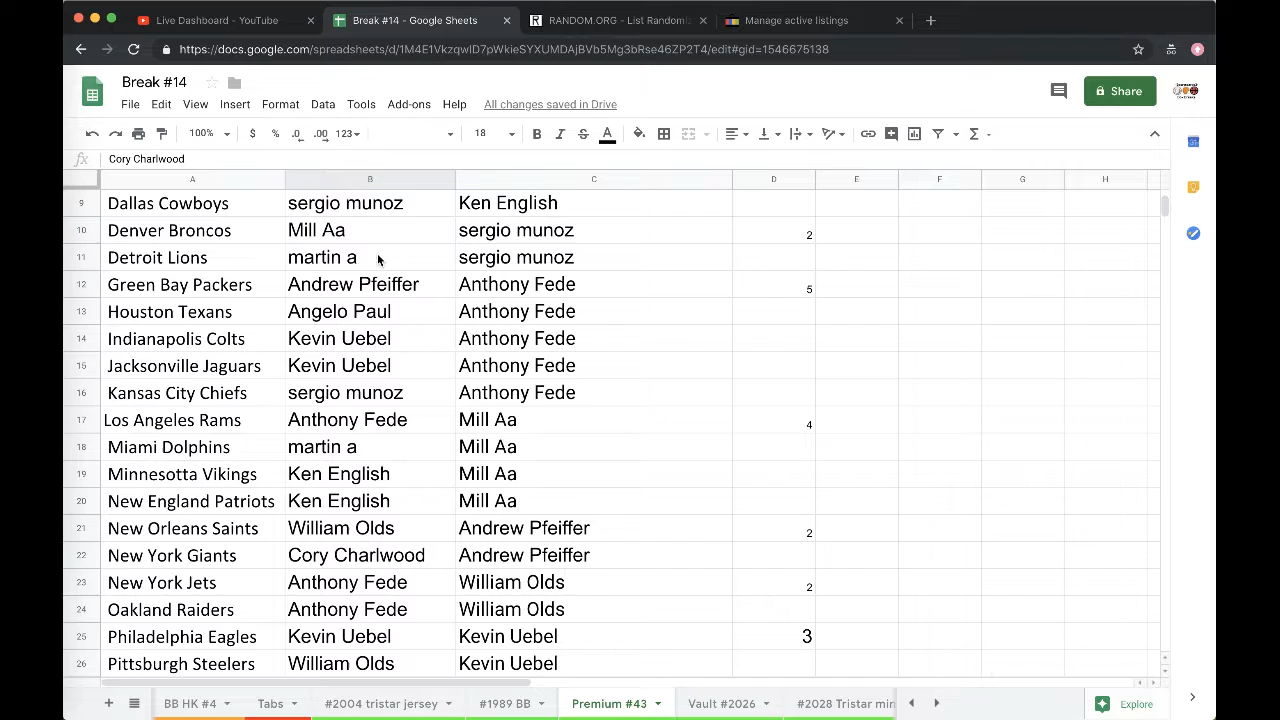 Live Dashboard - YouTube
Break #14 - Google Sheets
RANDOM.ORG - List Randomi
Manage active listings
https://docs.google.com/spreadsheets/d/1M4E1VkzqwID7pWkieSYXUMDAjBVb5Mg3bRse46ZP2T4/edit#gid=1546675138
Break #14
File Edit View Insert Format Data Tools Add-ons Help All changes saved in Drive
Share
100% $ % .0 .00 123 18 B I S A
fx Cory Charlwood
A B C D E F G H
9 Dallas Cowboys sergio munoz Ken English
10 Denver Broncos Mill Aa sergio munoz 2
11 Detroit Lions martin a sergio munoz
12 Green Bay Packers Andrew Pfeiffer Anthony Fede 5
13 Houston Texans Angelo Paul Anthony Fede
14 Indianapolis Colts Kevin Uebel Anthony Fede
15 Jacksonville Jaguars Kevin Uebel Anthony Fede
16 Kansas City Chiefs sergio munoz Anthony Fede
17 Los Angeles Rams Anthony Fede Mill Aa 4
18 Miami Dolphins martin a Mill Aa
19 Minnesotta Vikings Ken English Mill Aa
20 New England Patriots Ken English Mill Aa
21 New Orleans Saints William Olds Andrew Pfeiffer 2
22 New York Giants Cory Charlwood Andrew Pfeiffer
23 New York Jets Anthony Fede William Olds 2
24 Oakland Raiders Anthony Fede William Olds
25 Philadelphia Eagles Kevin Uebel Kevin Uebel 3
26 Pittsburgh Steelers William Olds Kevin Uebel
BB HK #4 Tabs #2004 tristar jersey #1989 BB Premium #43 Vault #2026 #2028 Tristar min
Explore